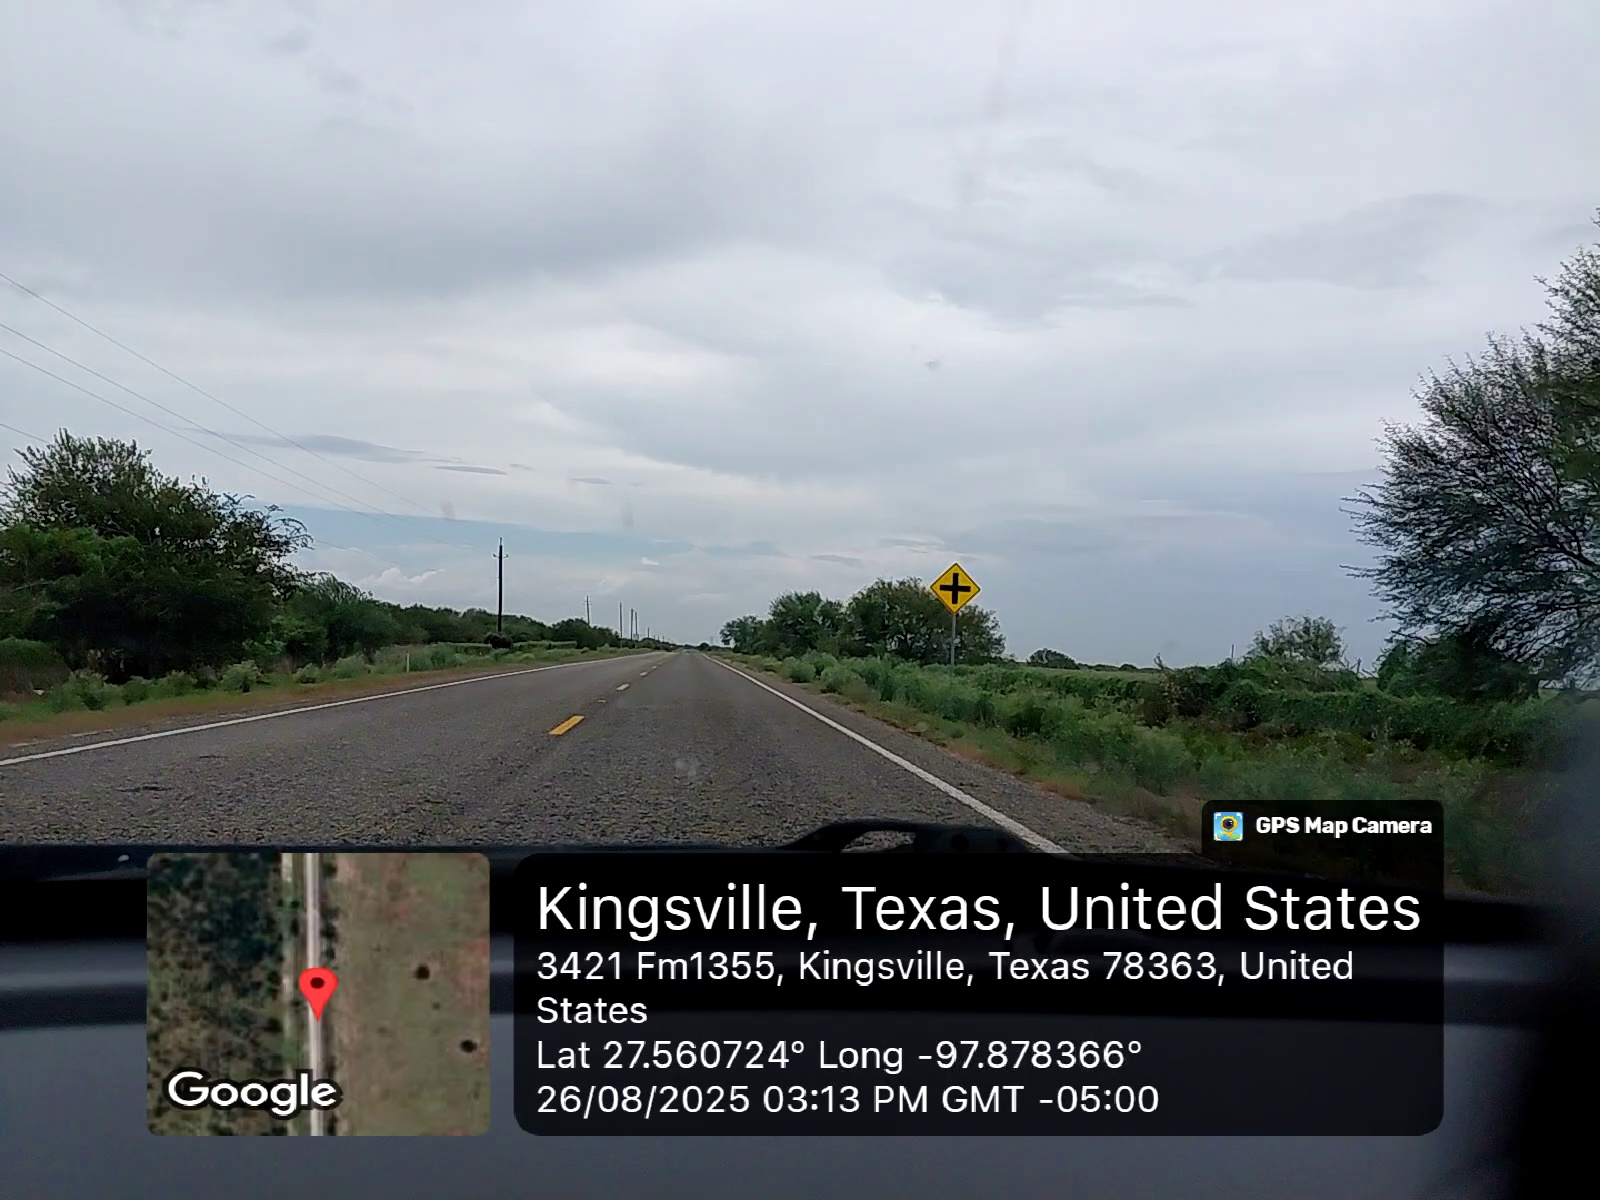 GPS Map Camera
Kingsville, Texas, United States
3421 Fm1355, Kingsville, Texas 78363, United
States
Lat 27.560724° Long -97.878366°
26/08/2025 03:13 PM GMT -05:00
Google